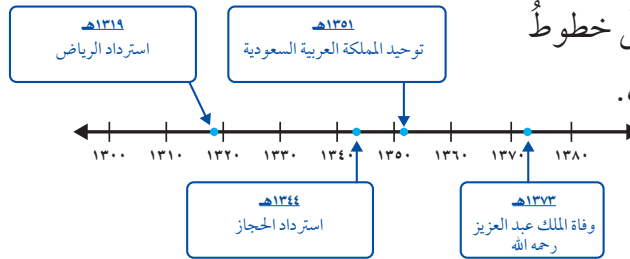 خطوطُ
١٣١٩هـ
استرداد الرياض
١٣٥١هـ
توحيد المملكة العربية السعودية
١٣٠٠ ١٣١٠ ١٣٢٠ ١٣٣٠ ١٣٤٠ ١٣٥٠ ١٣٦٠ ١٣٧٠ ١٣٨٠
١٣٤٤هـ
استرداد الحجاز
١٣٧٣هـ
وفاة الملك عبد العزيز
رحمه الله